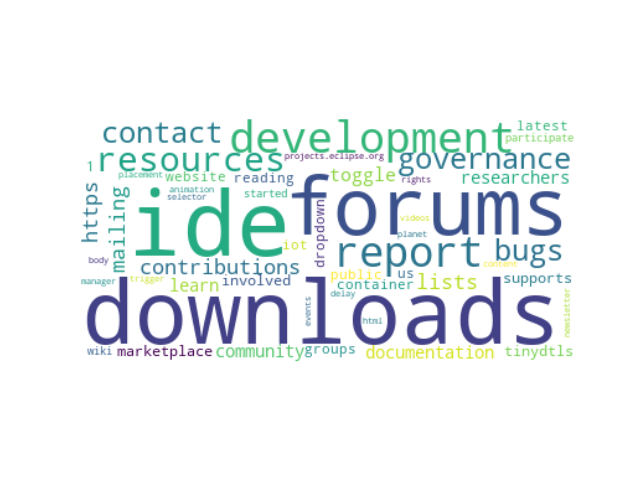 contact development latest
participate
resources projects.eclipse.org governance
1 placement website reading toggle rights researchers
animation
selector started
https mailing ide forums
dropdown videos
iot planet
body contributions report bugs
content
manager trigger learn involved public container us lists supports
downloads
events delay html newsletter
wiki marketplace community groups documentation tinydtls